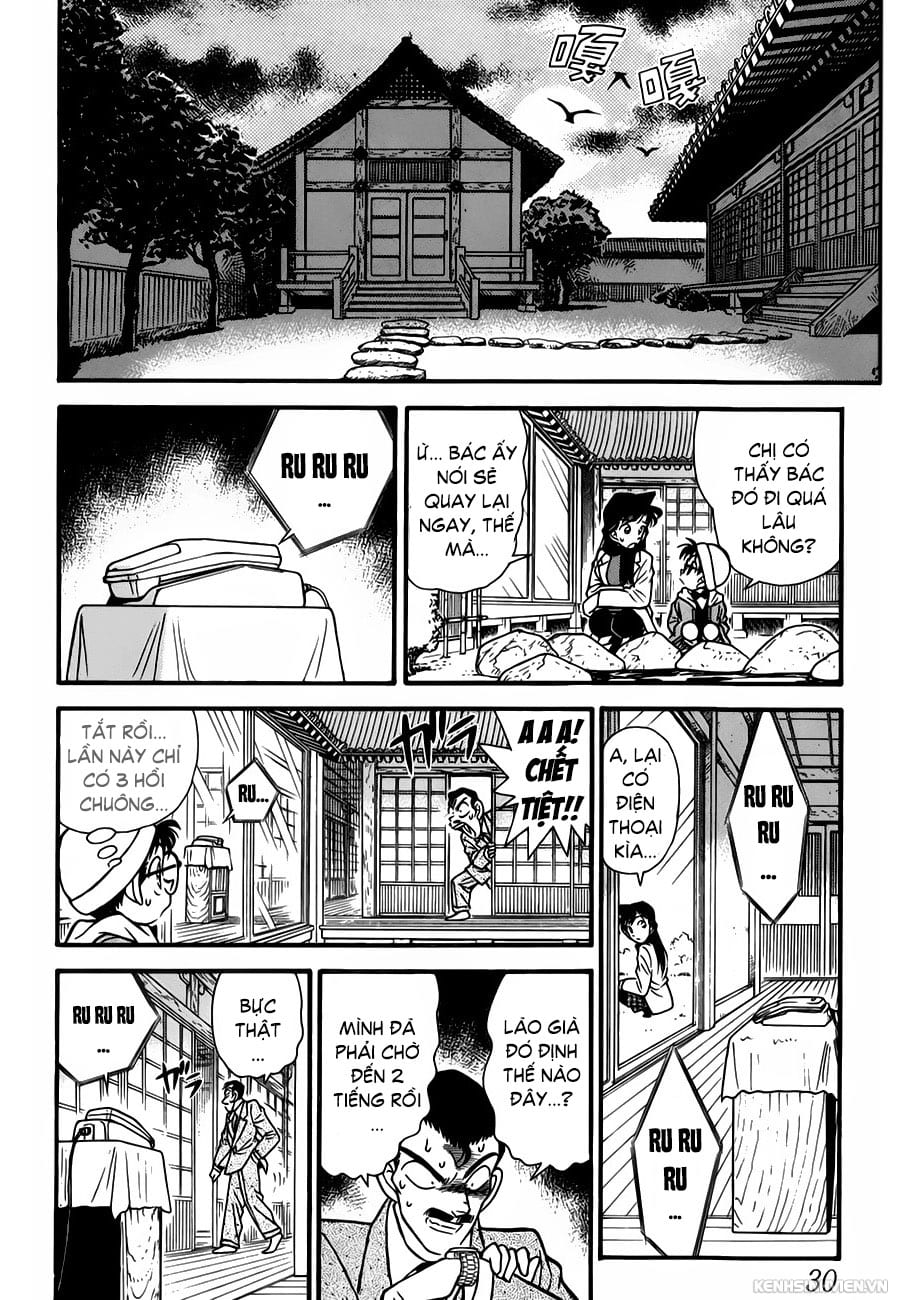 嘎
嘎
CHỊ CÓ
THẤY BÁC
ĐÓ ĐI QUÁ
LÂU
KHÔNG?
Ừ... BÁC ẤY
NÓI SẼ
QUAY LẠI
NGAY, THẾ
MÀ...
RU RU RU
...
RU RU
RU
...
A, LẠI
CÓ
ĐIỆN
THOẠI
KÌA...
RU RU
RU
...
A A A!
CHẾT
TIỆT!!
ガラ
RU...
TẮT RỒI...
LẦN NÀY CHỈ
CÓ 3 HỒI
CHUÔNG...
LÃO GIÀ
ĐÓ ĐỊNH
THẾ NÀO
ĐÂY...?
MÌNH ĐÃ
PHẢI CHỜ
ĐẾN 2
TIẾNG RỒI
...
BỰC
THẬT
...
RU RU RU
...
30